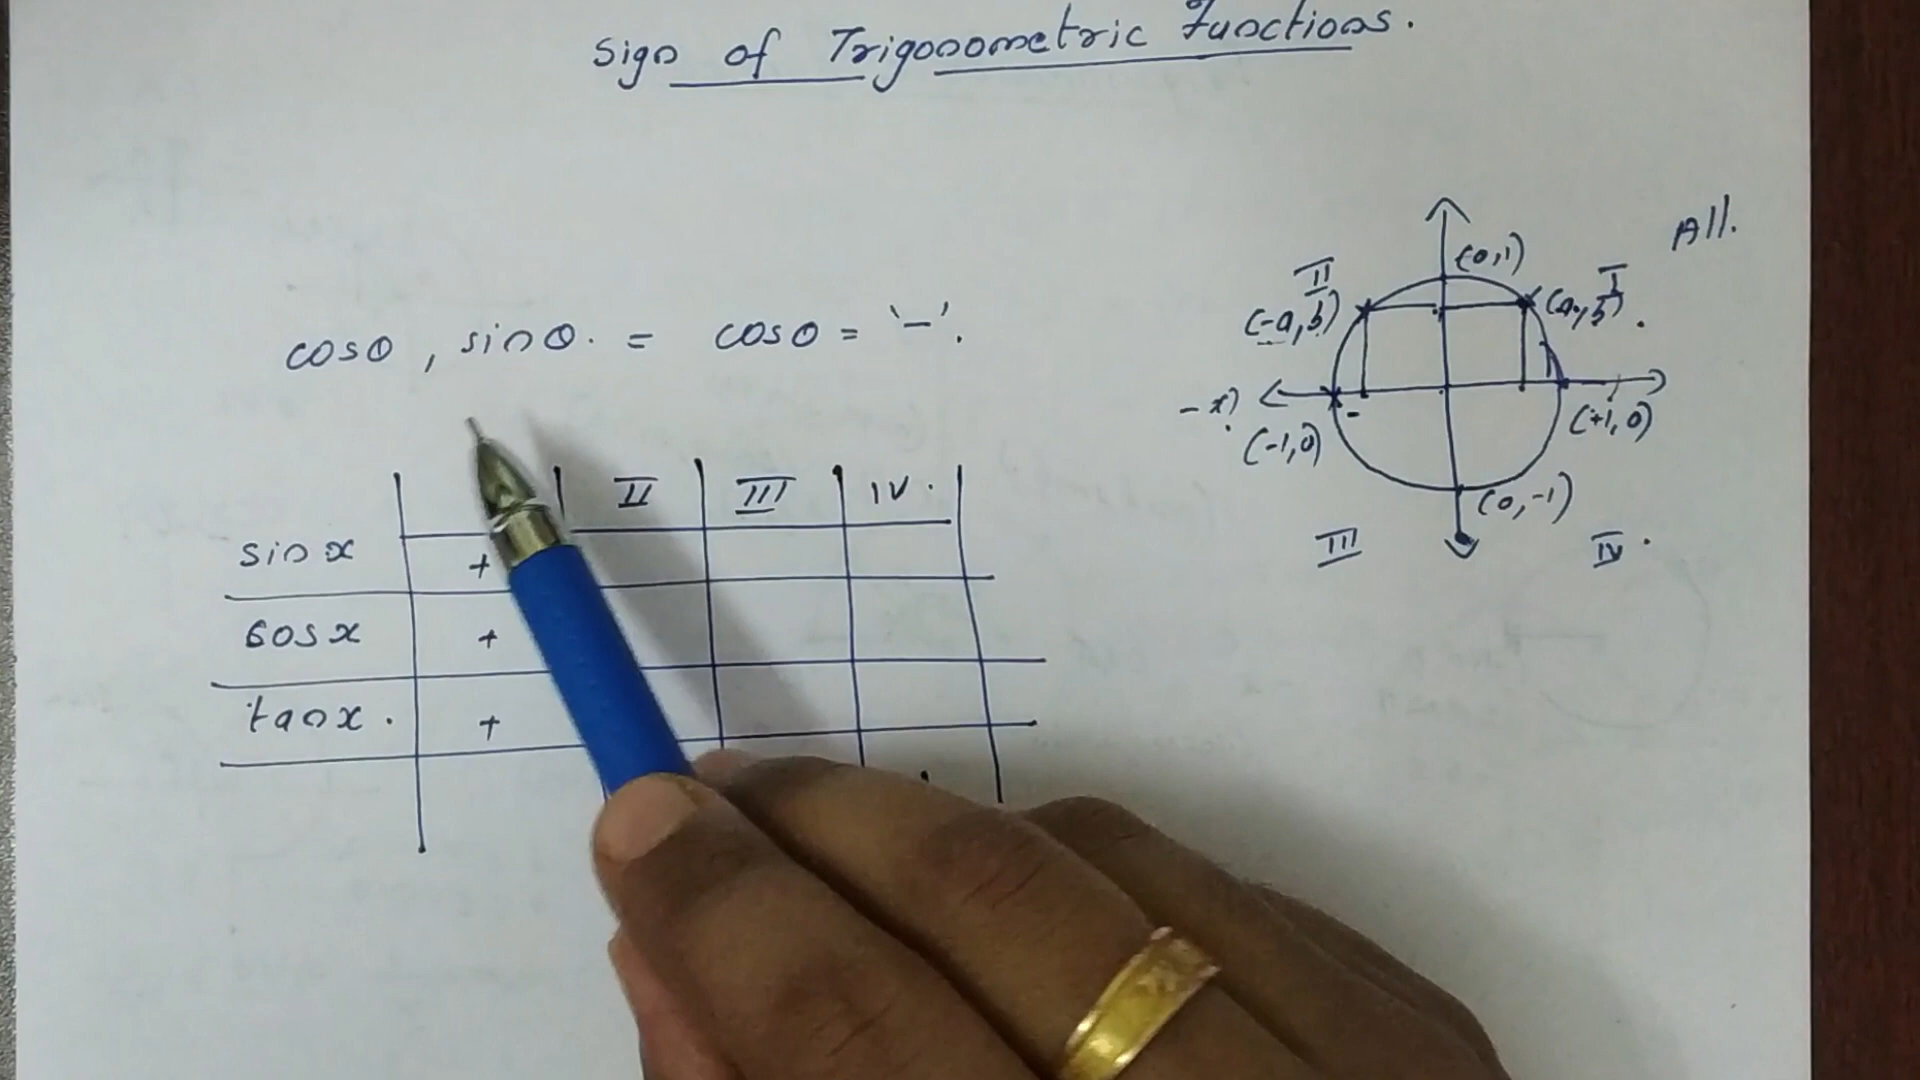 Sign of Trigonometric Functions.
All.
(0,1)
II
I
(-a, b)
(a, b).
cosθ, sinθ. = cosθ = '-'.
-x
(-1,0)
(+1, 0)
(0,-1)
III
IV.
II III IV.
sin x +
cos x +
tan x. +